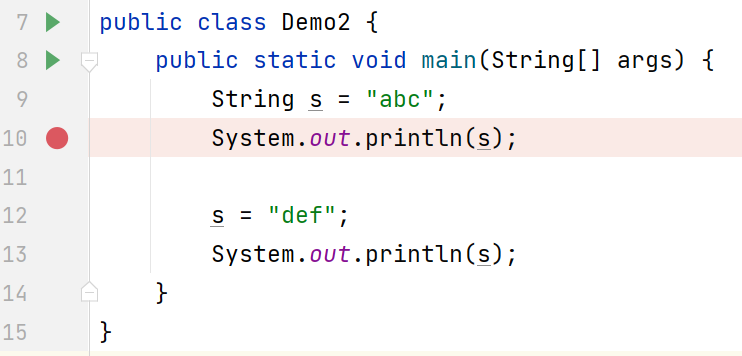 7 public class Demo2 {
8 public static void main(String[] args) {
9 String s = "abc";
10 System.out.println(s);
11
12 s = "def";
13 System.out.println(s);
14 }
15 }